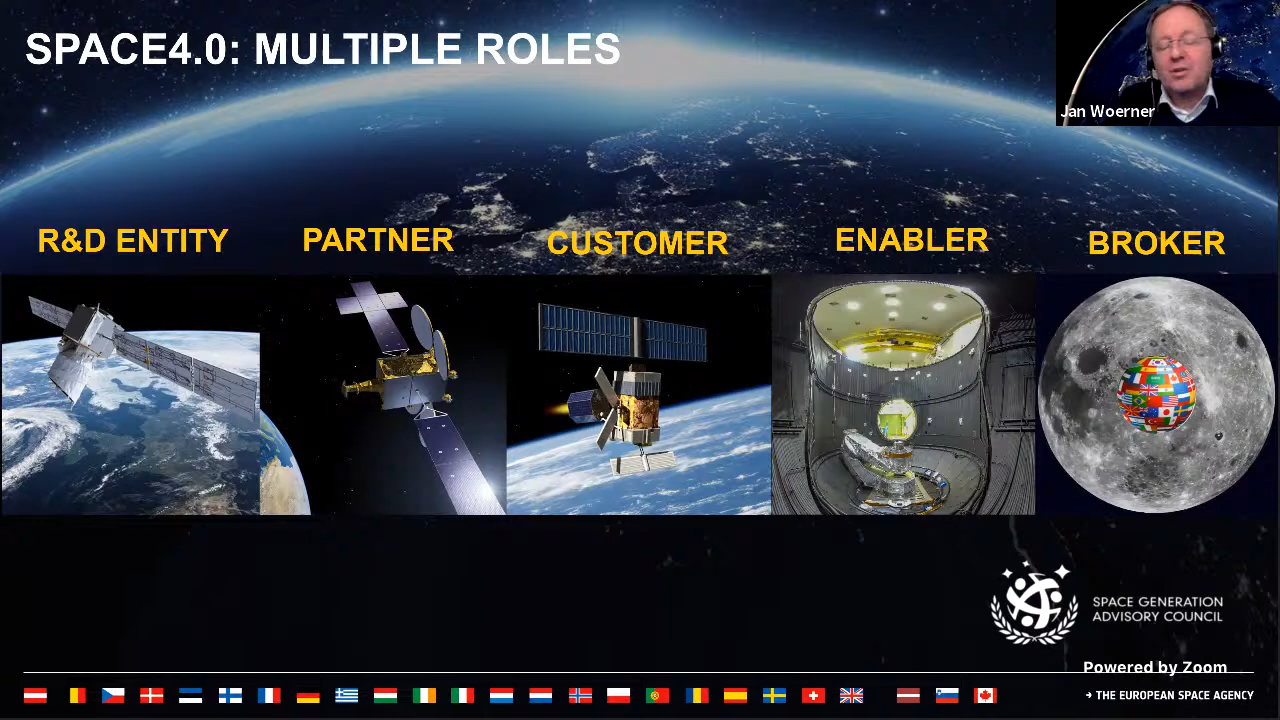 SPACE4.0: MULTIPLE ROLES
Jan Woerner
R&D ENTITY
PARTNER
CUSTOMER
ENABLER
BROKER
SPACE GENERATION
ADVISORY COUNCIL
Powered by Zoom
→ THE EUROPEAN SPACE AGENCY